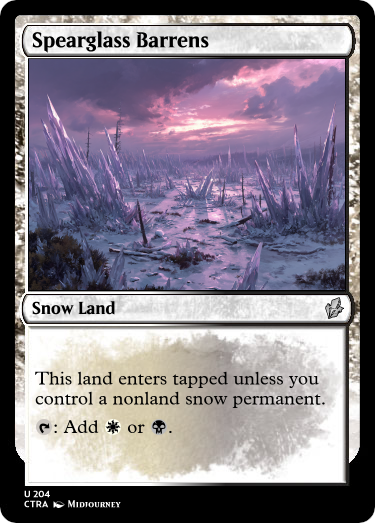 Spearglass Barrens
Snow Land
This land enters tapped unless you
control a nonland snow permanent.
: Add or .
U 204
CTRA Midjourney